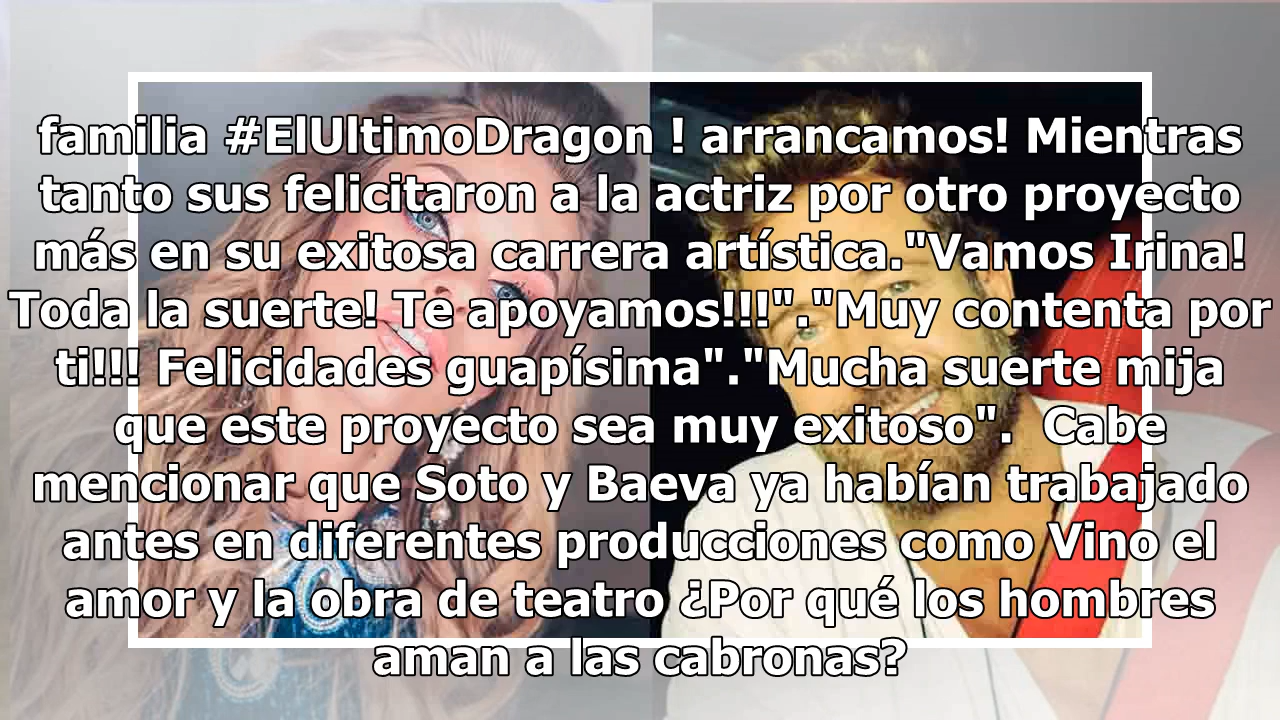 familia #ElUltimoDragon ! arrancamos! Mientras
tanto sus felicitaron a la actriz por otro proyecto
más en su exitosa carrera artística."Vamos Irina!
Toda la suerte! Te apoyamos!!!"."Muy contenta por
ti!!! Felicidades guapísima"."Mucha suerte mija
que este proyecto sea muy exitoso".  Cabe
mencionar que Soto y Baeva ya habían trabajado
antes en diferentes producciones como Vino el
amor y la obra de teatro ¿Por qué los hombres
aman a las cabronas?